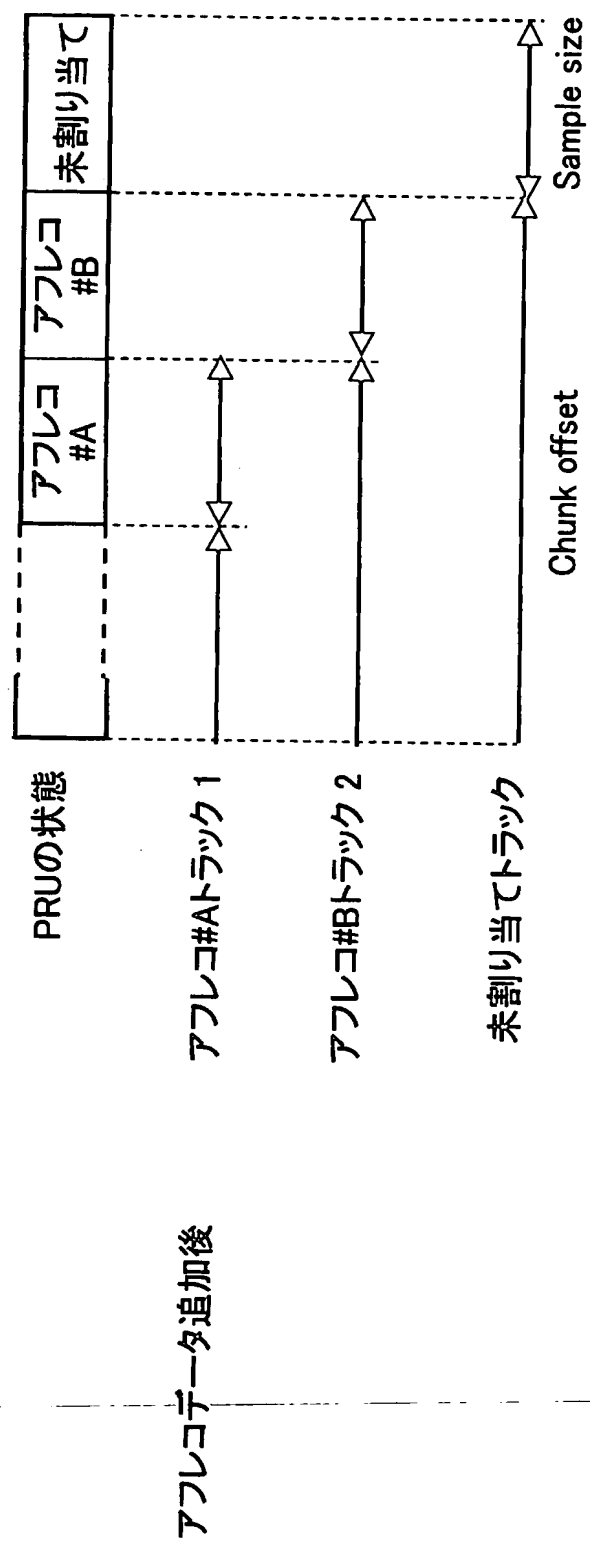 アフレコデータ追加後
PRUの状態
アフレコ
#A
アフレコ
#B
未割り当て
アフレコ#Aトラック 1
アフレコ#Bトラック 2
未割り当てトラック
Chunk offset
Sample size